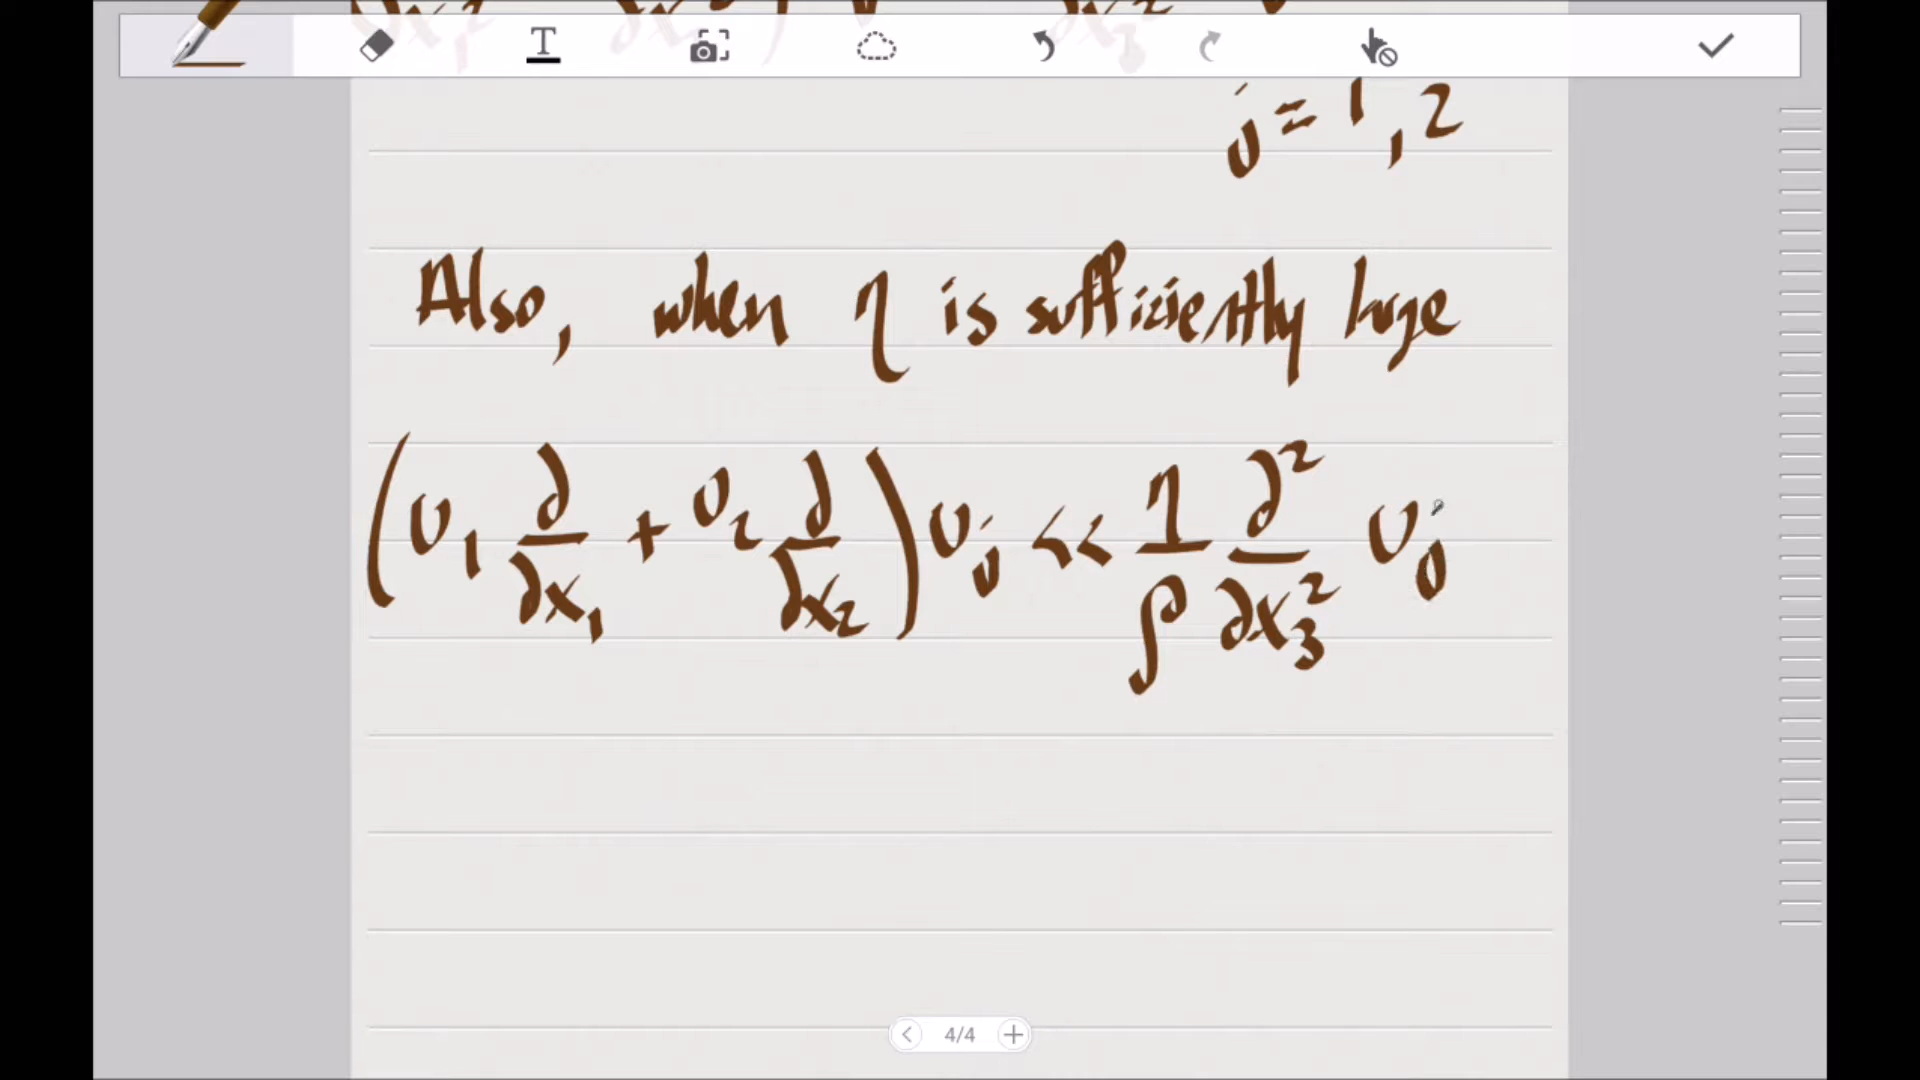 T
j = 1, 2
Also, when η is sufficiently large
(υ₁ ∂/∂x₁ + υ₂ ∂/∂x₂) υⱼ << η/ρ ∂²/∂x₃² υⱼ
4/4